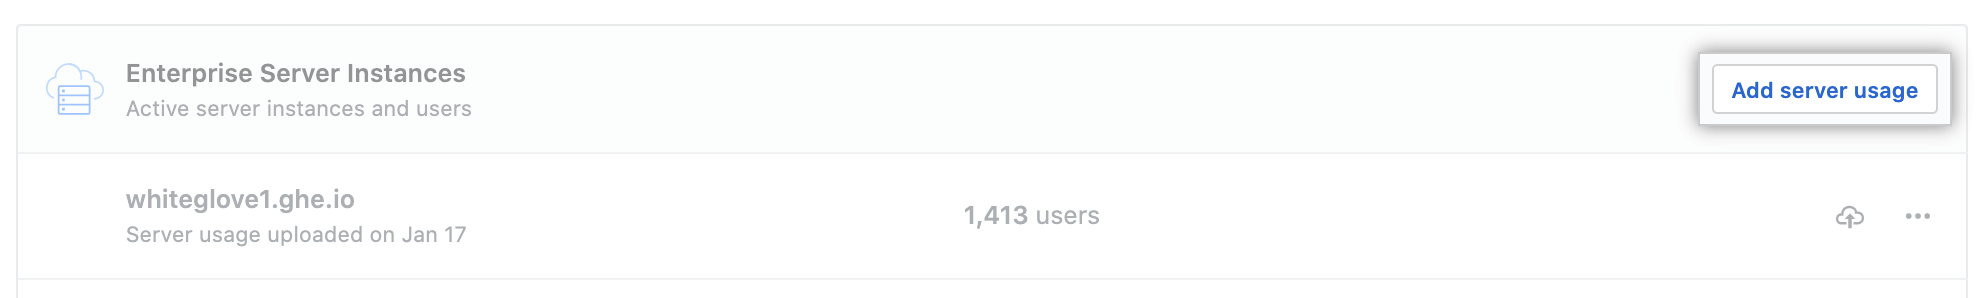 Enterprise Server Instances
Active server instances and users
Add server usage
whiteglove1.ghe.io
Server usage uploaded on Jan 17
1,413 users